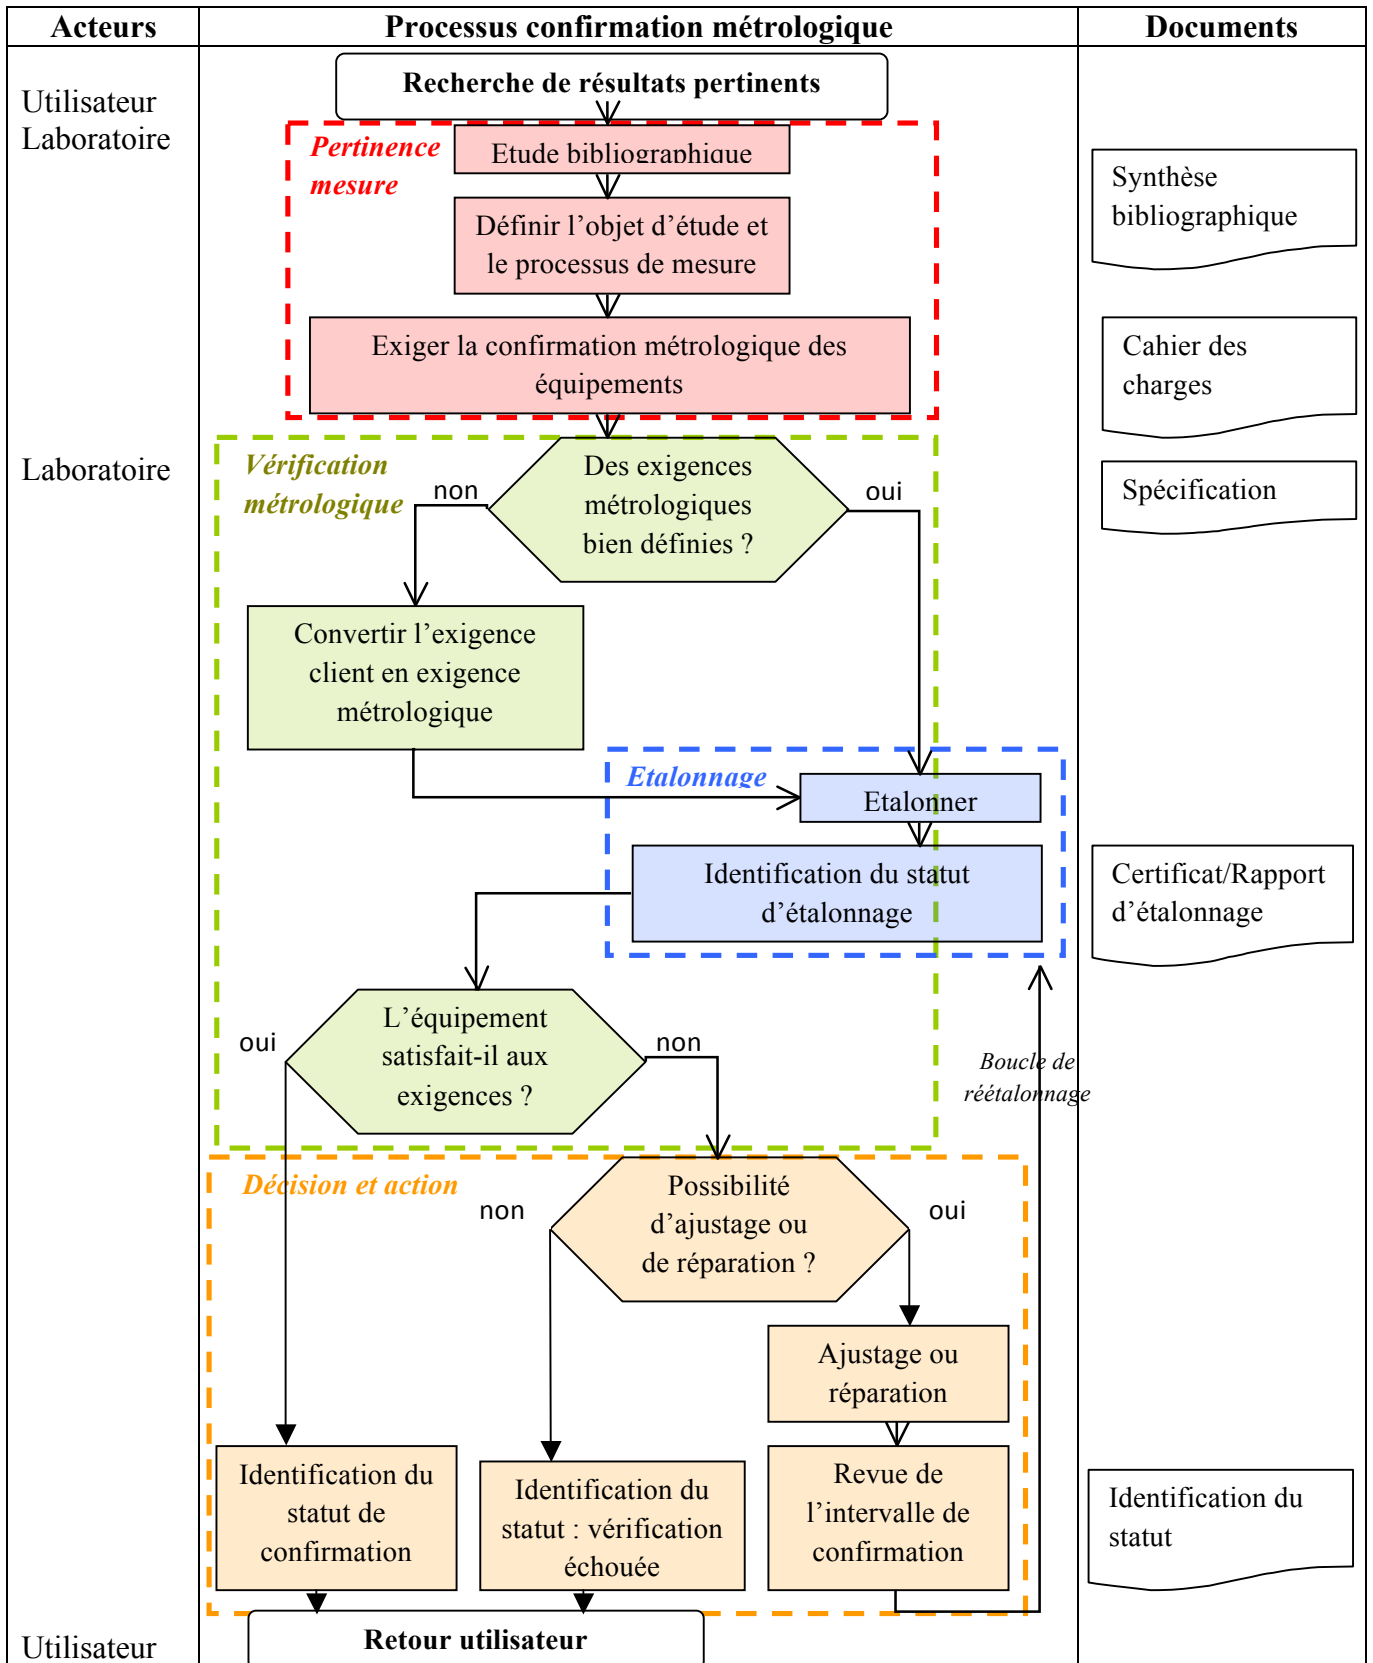 Acteurs
Processus confirmation métrologique
Documents
Recherche de résultats pertinents
Utilisateur
Laboratoire
Pertinence
mesure
Etude bibliographique
Synthèse
bibliographique
Définir l'objet d'étude et
le processus de mesure
Exiger la confirmation métrologique des
équipements
Cahier des
charges
Laboratoire
Vérification
métrologique
non
Des exigences
métrologiques
bien définies ?
oui
Spécification
Convertir l'exigence
client en exigence
métrologique
Etalonnage
Etalonner
Identification du statut
d'étalonnage
Certificat/Rapport
d'étalonnage
oui
L'équipement
satisfait-il aux
exigences ?
non
Boucle de
réétalonnage
Décision et action
non
Possibilité
d'ajustage ou
de réparation ?
oui
Ajustage ou
réparation
Identification du
statut de
confirmation
Identification du
statut : vérification
échouée
Revue de
l'intervalle de
confirmation
Identification du
statut
Utilisateur
Retour utilisateur